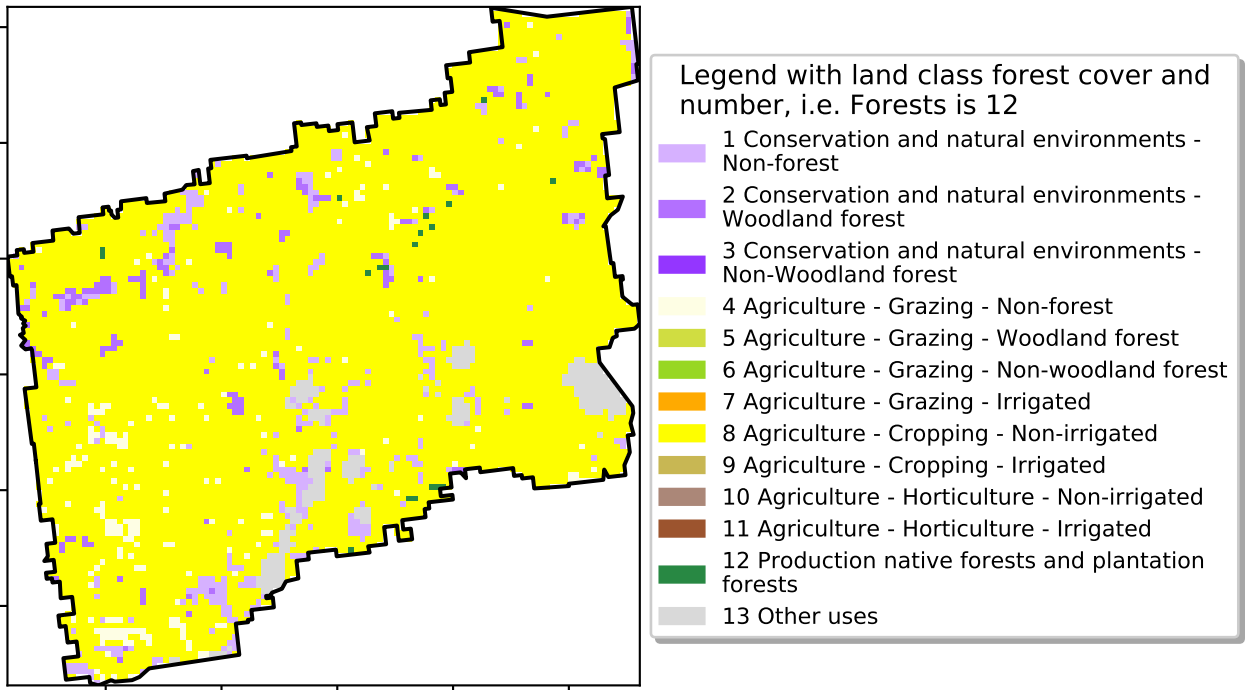 Legend with land class forest cover and
number, i.e. Forests is 12
1 Conservation and natural environments -
Non-forest
2 Conservation and natural environments -
Woodland forest
3 Conservation and natural environments -
Non-Woodland forest
4 Agriculture - Grazing - Non-forest
5 Agriculture - Grazing - Woodland forest
6 Agriculture - Grazing - Non-woodland forest
7 Agriculture - Grazing - Irrigated
8 Agriculture - Cropping - Non-irrigated
9 Agriculture - Cropping - Irrigated
10 Agriculture - Horticulture - Non-irrigated
11 Agriculture - Horticulture - Irrigated
12 Production native forests and plantation
forests
13 Other uses